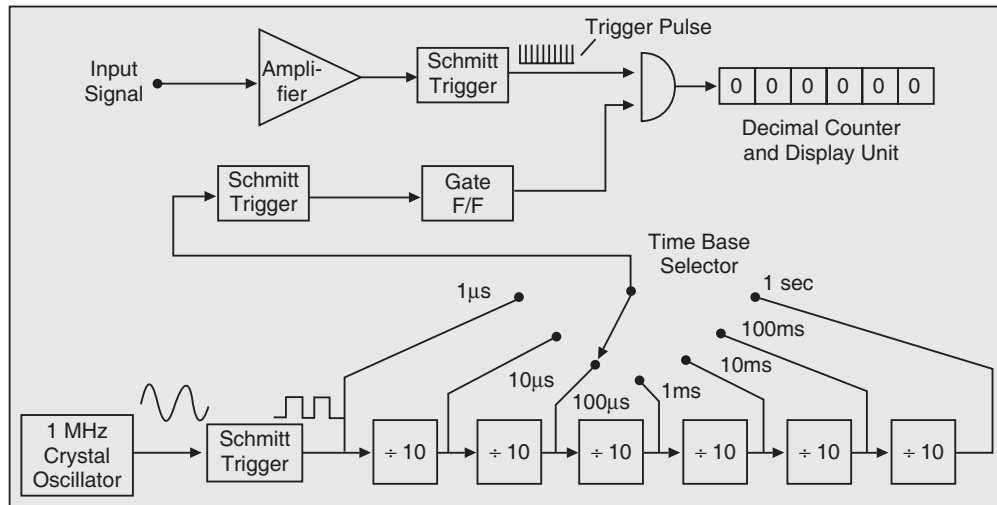 Trigger Pulse
Input
Signal
Ampli-
fier
Schmitt
Trigger
0 0 0 0 0 0
Decimal Counter
and Display Unit
Schmitt
Trigger
Gate
F/F
Time Base
Selector
1μs
1 sec
100ms
10μs
10ms
100μs
1ms
1 MHz
Crystal
Oscillator
Schmitt
Trigger
÷ 10
÷ 10
÷ 10
÷ 10
÷ 10
÷ 10